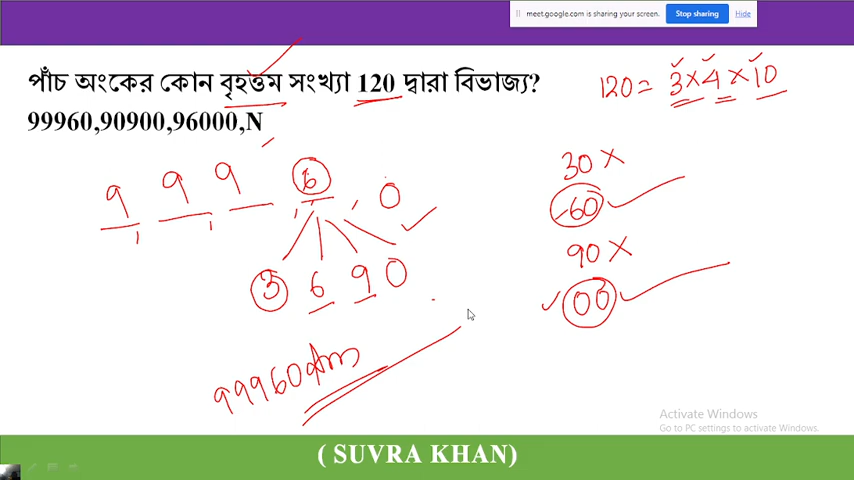 meet.google.com is sharing your screen. Stop sharing Hide
পাঁচ অংকের কোন বৃহত্তম সংখ্যা 120 দ্বারা বিভাজ্য?
120 = 3 × 4 × 10
99960,90900,96000,N
9, 9, 9, 6, 0
3 6 9 0
30 ×
60
90 ×
00
99960 Ans
Activate Windows
Go to PC settings to activate Windows.
( SUVRA KHAN)